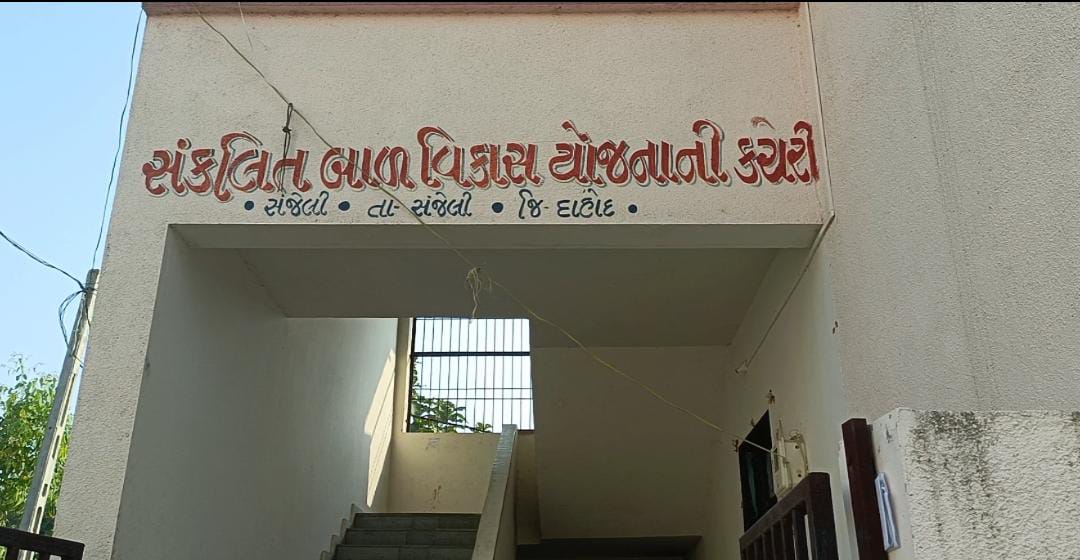 સંકલિત બાળ વિકાસ યોજનાની કચેરી
• સંજેલી • તા- સંજેલી • જિ- દાહોદ •